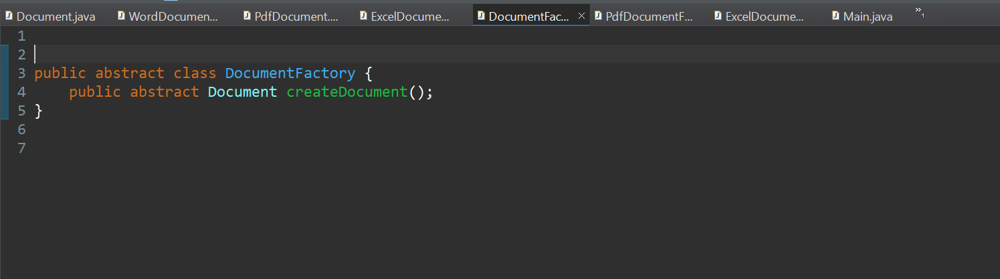 Document.java WordDocumen... PdfDocument.... ExcelDocume... DocumentFac... PdfDocumentF... ExcelDocume... Main.java »1
1
2
3 public abstract class DocumentFactory {
4 public abstract Document createDocument();
5 }
6
7